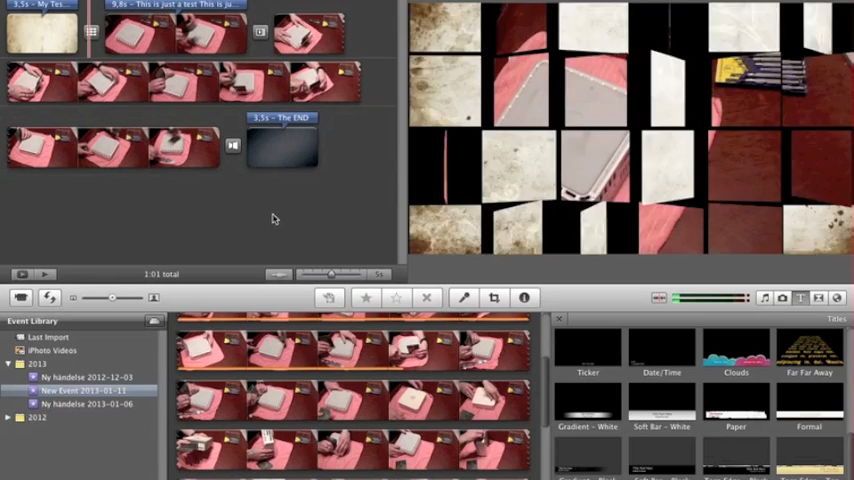 3,5s – My Tes...
9,8s – This is just a test This is ju...
3,5s – The END
1:01 total
5s
Event Library
Last Import
iPhoto Videos
2013
Ny händelse 2012-12-03
New Event 2013-01-11
Ny händelse 2013-01-06
2012
Titles
Ticker
Date/Time
Clouds
Far Far Away
Gradient – White
Soft Bar – White
Paper
Formal